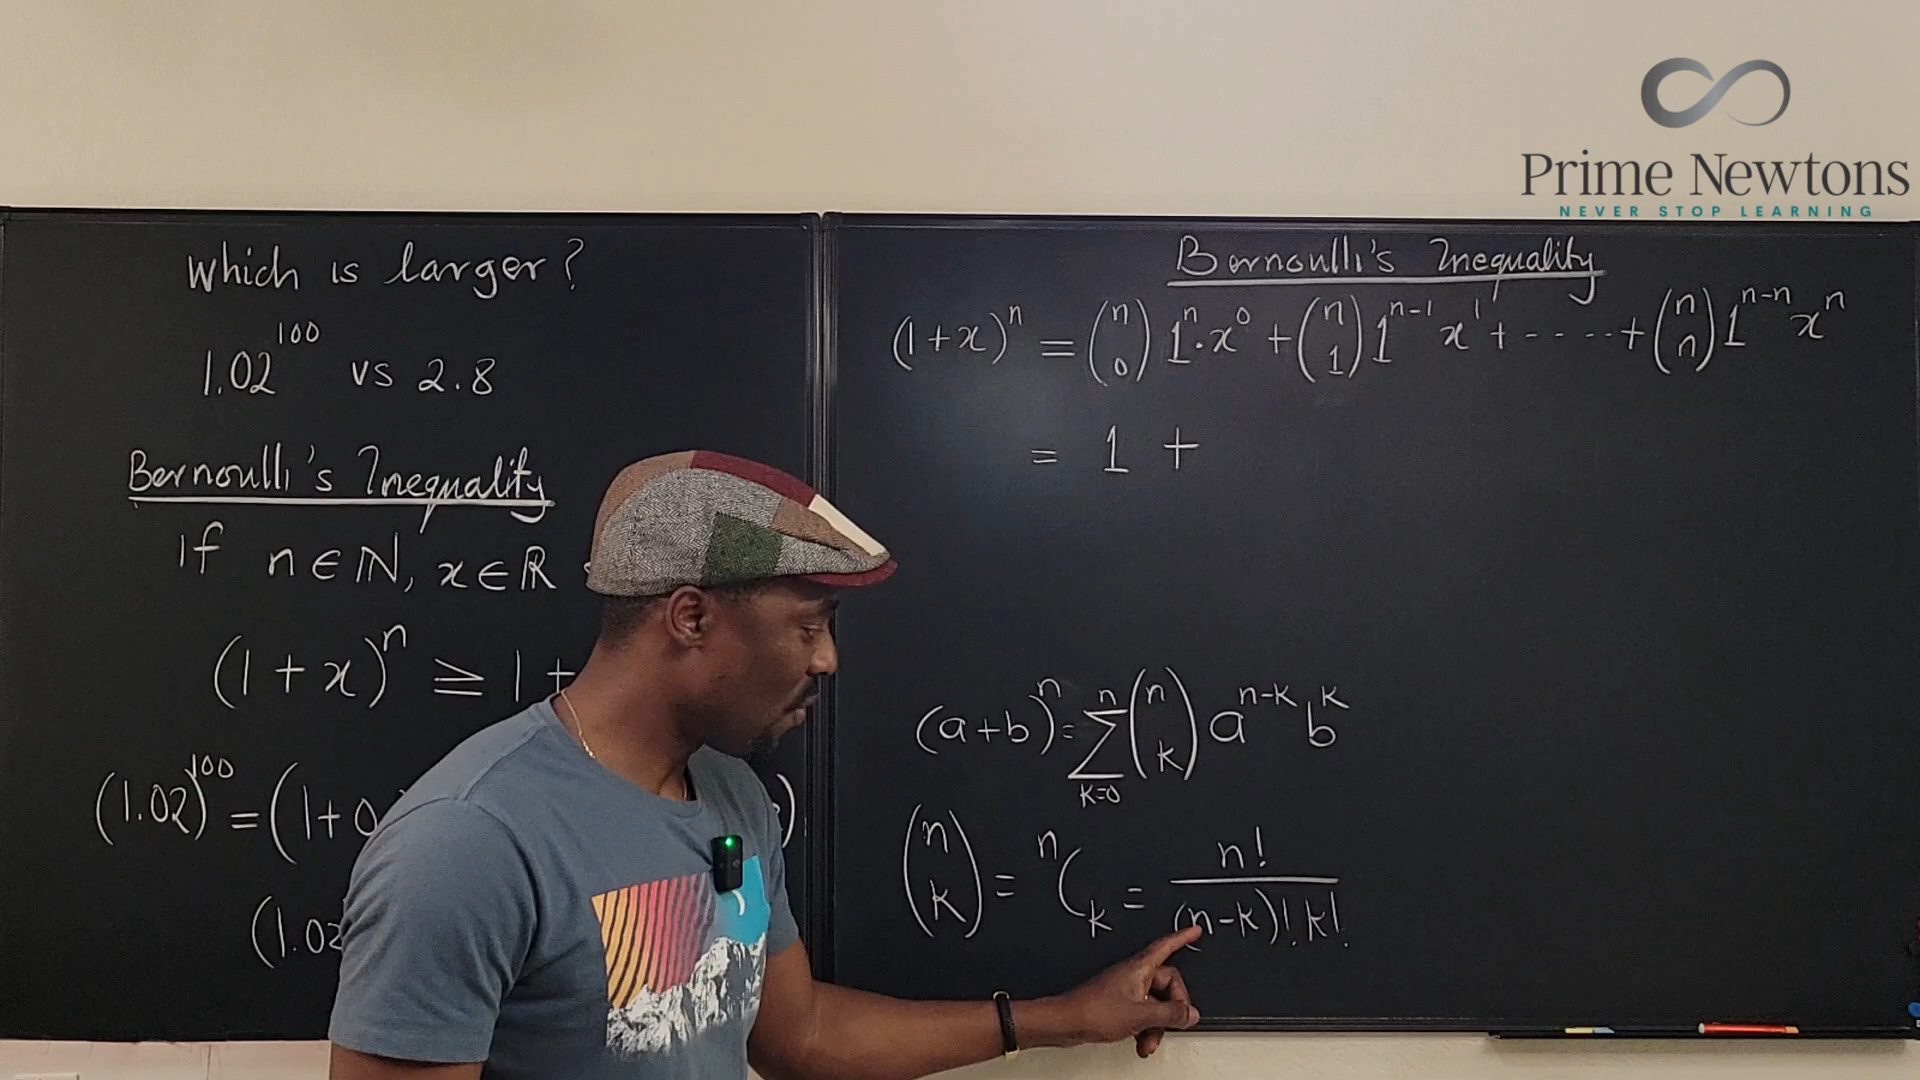 Prime Newtons
NEVER STOP LEARNING
Which is larger?
1.02^100 vs 2.8
Bernoulli's Inequality
If n∈ℕ, x∈ℝ
(1+x)^n ≥ 1+
(1.02)^100 = (1+0
(1.02
Bernoulli's Inequality
(1+x)^n = (n 0) 1^n · x^0 + (n 1) 1^(n-1) x^1 + - - - - - + (n n) 1^(n-n) x^n
= 1 +
(a+b)^n = ∑_(k=0)^n (n k) a^(n-k) b^k
(n k) = ^nC_k = n! / (n-k)! k!